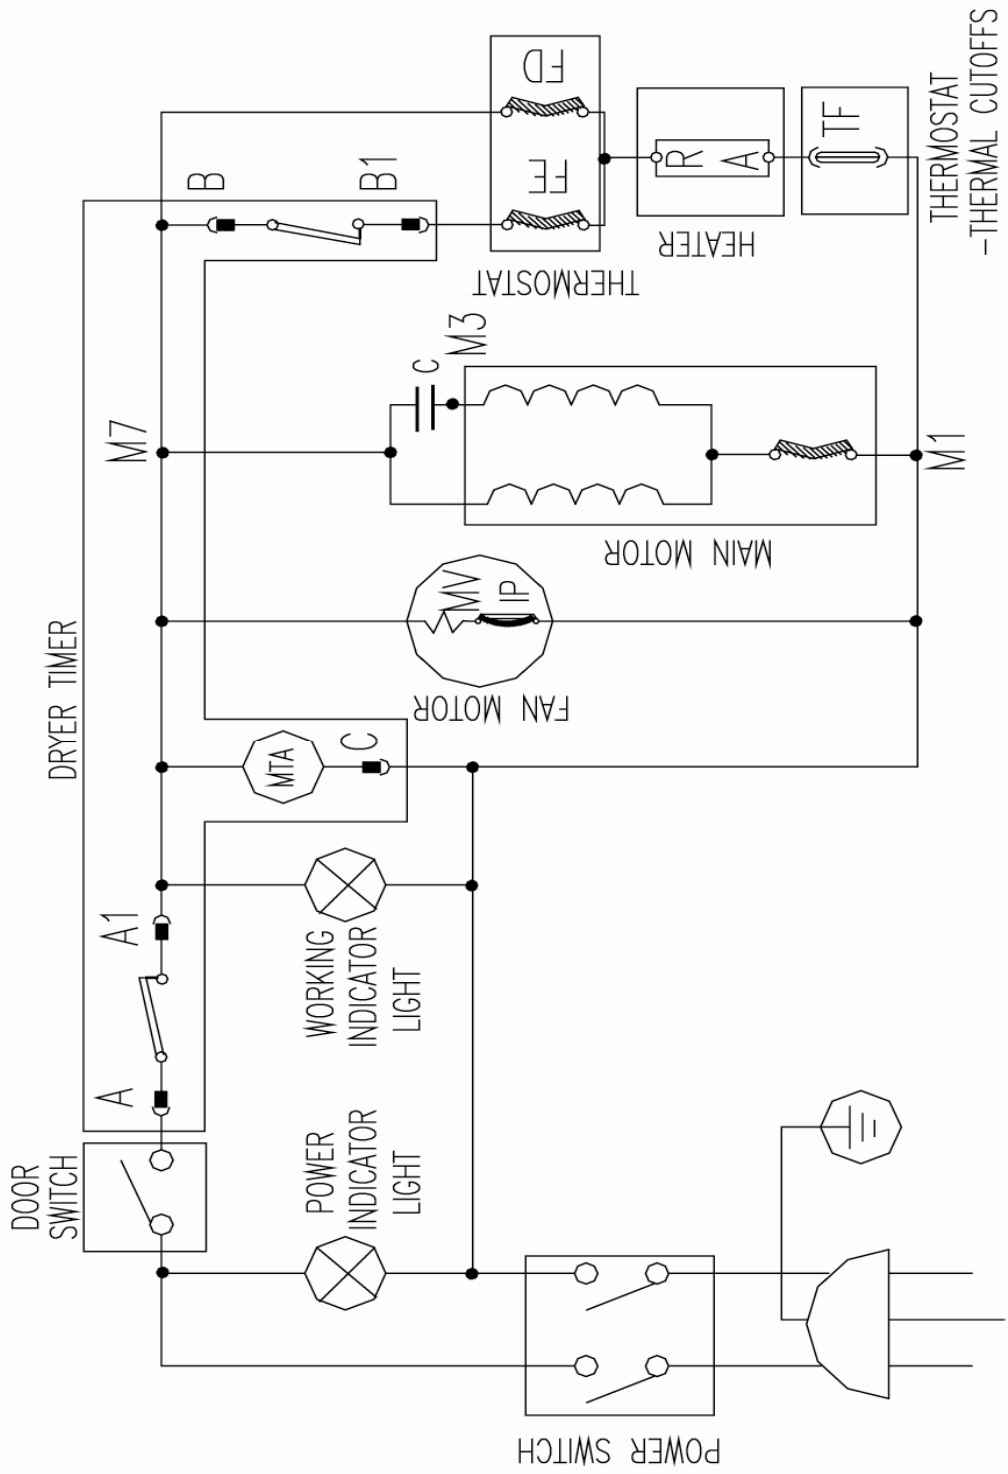 DRYER TIMER
DOOR
SWITCH
A
A1
M7
B
B1
MTA
C
POWER
INDICATOR
LIGHT
WORKING
INDICATOR
LIGHT
FAN MOTOR
MV
IP
MAIN MOTOR
C
M3
M1
THERMOSTAT
FE
FD
HEATER
R
A
TF
THERMOSTAT
-THERMAL CUTOFFS
POWER SWITCH